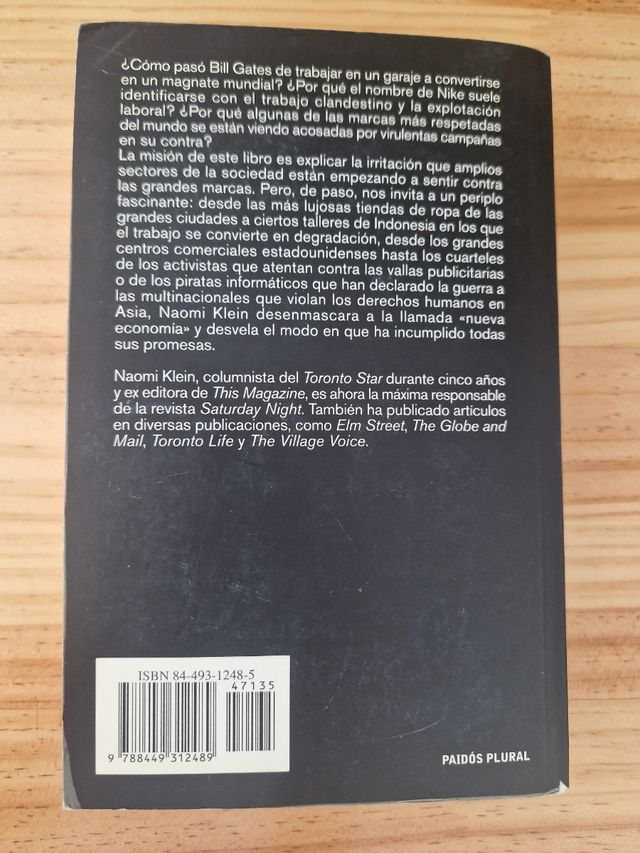 ¿Cómo pasó Bill Gates de trabajar en un garaje a convertirse
en un magnate mundial? ¿Por qué el nombre de Nike suele
identificarse con el trabajo clandestino y la explotación
laboral? ¿Por qué algunas de las marcas más respetadas
del mundo se están viendo acosadas por virulentas campañas
en su contra?
La misión de este libro es explicar la irritación que amplios
sectores de la sociedad están empezando a sentir contra
las grandes marcas. Pero, de paso, nos invita a un periplo
fascinante: desde las más lujosas tiendas de ropa de las
grandes ciudades a ciertos talleres de Indonesia en los que
el trabajo se convierte en degradación, desde los grandes
centros comerciales estadounidenses hasta los cuarteles
de los activistas que atentan contra las vallas publicitarias
o de los piratas informáticos que han declarado la guerra a
las multinacionales que violan los derechos humanos en
Asia, Naomi Klein desenmascara a la llamada «nueva
economía» y desvela el modo en que ha incumplido todas
sus promesas.
Naomi Klein, columnista del Toronto Star durante cinco años
y ex editora de This Magazine, es ahora la máxima responsable
de la revista Saturday Night. También ha publicado artículos
en diversas publicaciones, como Elm Street, The Globe and
Mail, Toronto Life y The Village Voice.
ISBN 84-493-1248-5
47135
9 788449 312489
PAIDÓS PLURAL